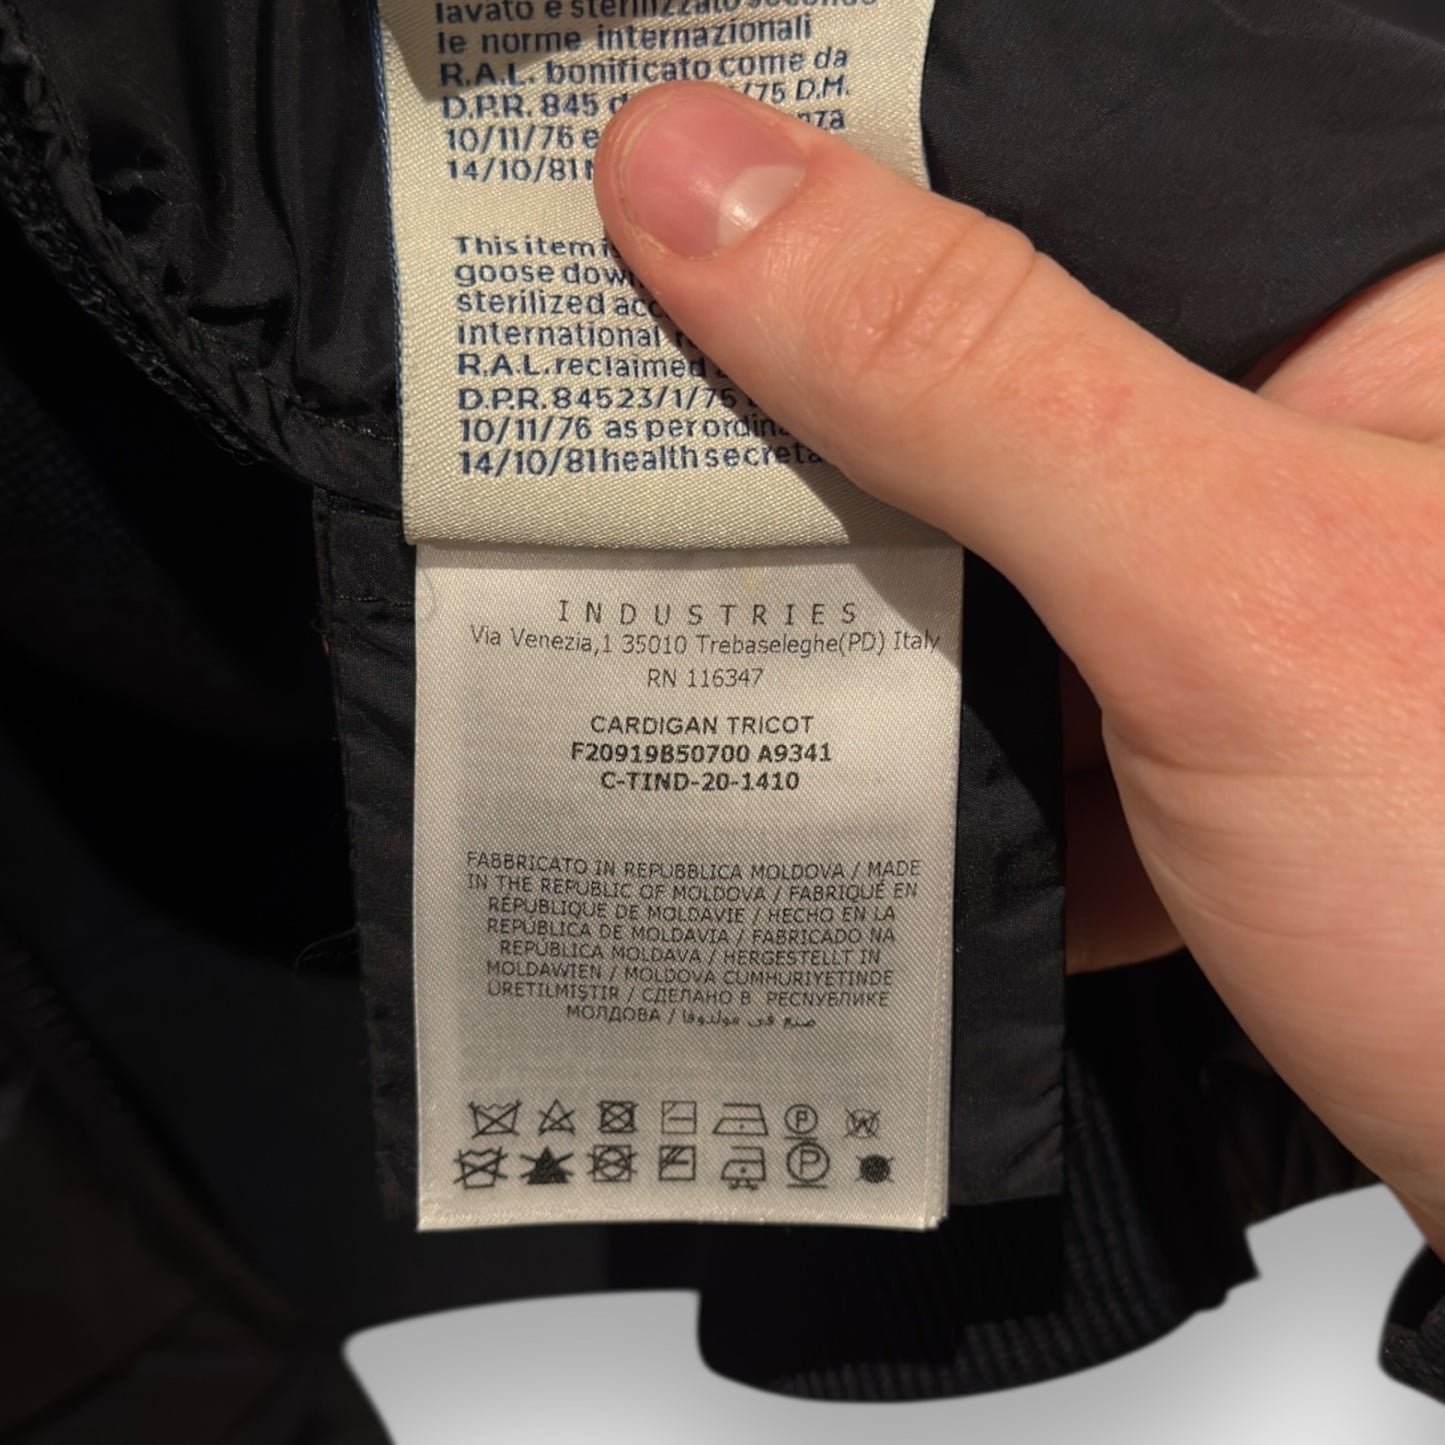 lavato e sterilizzato secondo
le norme internazionali
R.A.L. bonificato come da
D.P.R. 845 /75 D.M.
10/11/76 e
14/10/81
This item
goose down
sterilized
international
R.A.L. reclaimed
D.P.R. 845 23/1/75
10/11/76 as per
14/10/81 health
INDUSTRIES
Via Venezia,1 35010 Trebaseleghe(PD) Italy
RN 116347
CARDIGAN TRICOT
F20919B50700 A9341
C-TIND-20-1410
FABBRICATO IN REPUBBLICA MOLDOVA / MADE
IN THE REPUBLIC OF MOLDOVA / FABRIQUÉ EN
RÉPUBLIQUE DE MOLDAVIE / HECHO EN LA
REPÚBLICA DE MOLDAVIA / FABRICADO NA
REPÚBLICA MOLDAVA / HERGESTELLT IN
MOLDAWIEN / MOLDOVA CUMHURIYETINDE
ÜRETILMIŞTIR / СДЕЛАНО В РЕСПУБЛИКЕ
МОЛДОВА / صنع في مولدوفا
P W
P